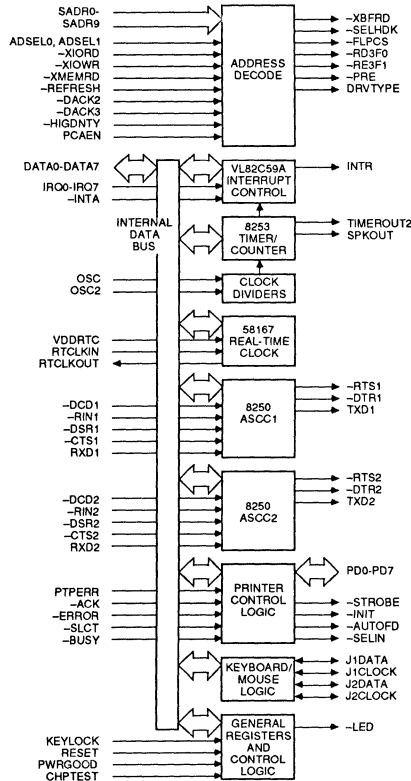 SADR0-
SADR9
ADSEL0, ADSEL1
-XIORD
-XIOWR
-XMEMRD
-REFRESH
-DACK2
-DACK3
-HIGDNTY
PCAEN
ADDRESS
DECODE
-XBFRD
-SELHDK
-FLPCS
-RD3F0
-RE3F1
-PRE
DRVTYPE
DATA0-DATA7
IRQ0-IRQ7
-INTA
INTERNAL
DATA
BUS
VL82C59A
INTERRUPT
CONTROL
INTR
8253
TIMER/
COUNTER
TIMEROUT2
SPKOUT
OSC
OSC2
CLOCK
DIVIDERS
VDDRTC
RTCLKIN
RTCLKOUT
58167
REAL-TIME
CLOCK
-DCD1
-RIN1
-DSR1
-CTS1
RXD1
8250
ASCC1
-RTS1
-DTR1
TXD1
-DCD2
-RIN2
-DSR2
-CTS2
RXD2
8250
ASCC2
-RTS2
-DTR2
TXD2
PTPERR
-ACK
-ERROR
-SLCT
-BUSY
PRINTER
CONTROL
LOGIC
PD0-PD7
-STROBE
-INIT
-AUTOFD
-SELIN
KEYBOARD/
MOUSE
LOGIC
J1DATA
J1CLOCK
J2DATA
J2CLOCK
KEYLOCK
RESET
PWRGOOD
CHPTEST
GENERAL
REGISTERS
AND
CONTROL
LOGIC
-LED